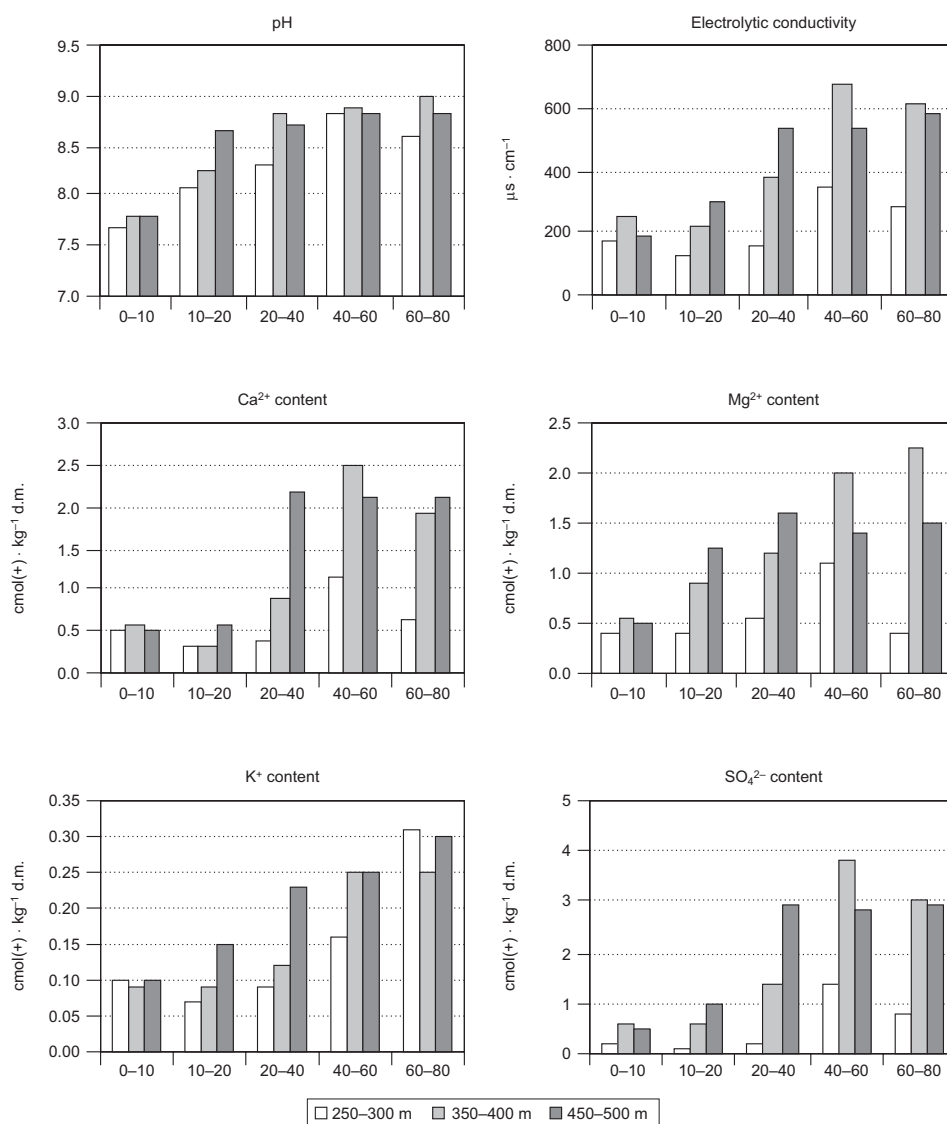 pH
9.5
9.0
8.5
8.0
7.5
7.0
0–10 10–20 20–40 40–60 60–80
Electrolytic conductivity
μs · cm⁻¹
800
600
400
200
0
0–10 10–20 20–40 40–60 60–80
Ca²⁺ content
cmol(+) · kg⁻¹ d.m.
3.0
2.5
2.0
1.5
1.0
0.5
0.0
0–10 10–20 20–40 40–60 60–80
Mg²⁺ content
cmol(+) · kg⁻¹ d.m.
2.5
2.0
1.5
1.0
0.5
0.0
0–10 10–20 20–40 40–60 60–80
K⁺ content
cmol(+) · kg⁻¹ d.m.
0.35
0.30
0.25
0.20
0.15
0.10
0.05
0.00
0–10 10–20 20–40 40–60 60–80
SO₄²⁻ content
cmol(+) · kg⁻¹ d.m.
5
4
3
2
1
0
0–10 10–20 20–40 40–60 60–80
250–300 m 350–400 m 450–500 m